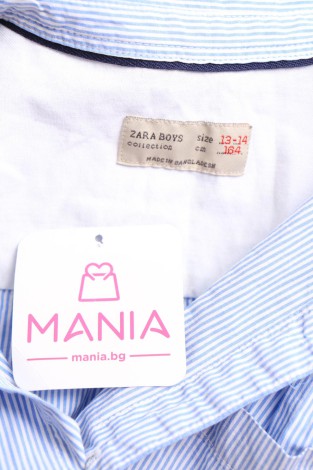 ZARA BOYS size 13-14
collection cm 164
MADE IN BANGLADESH
MANIA
mania.bg